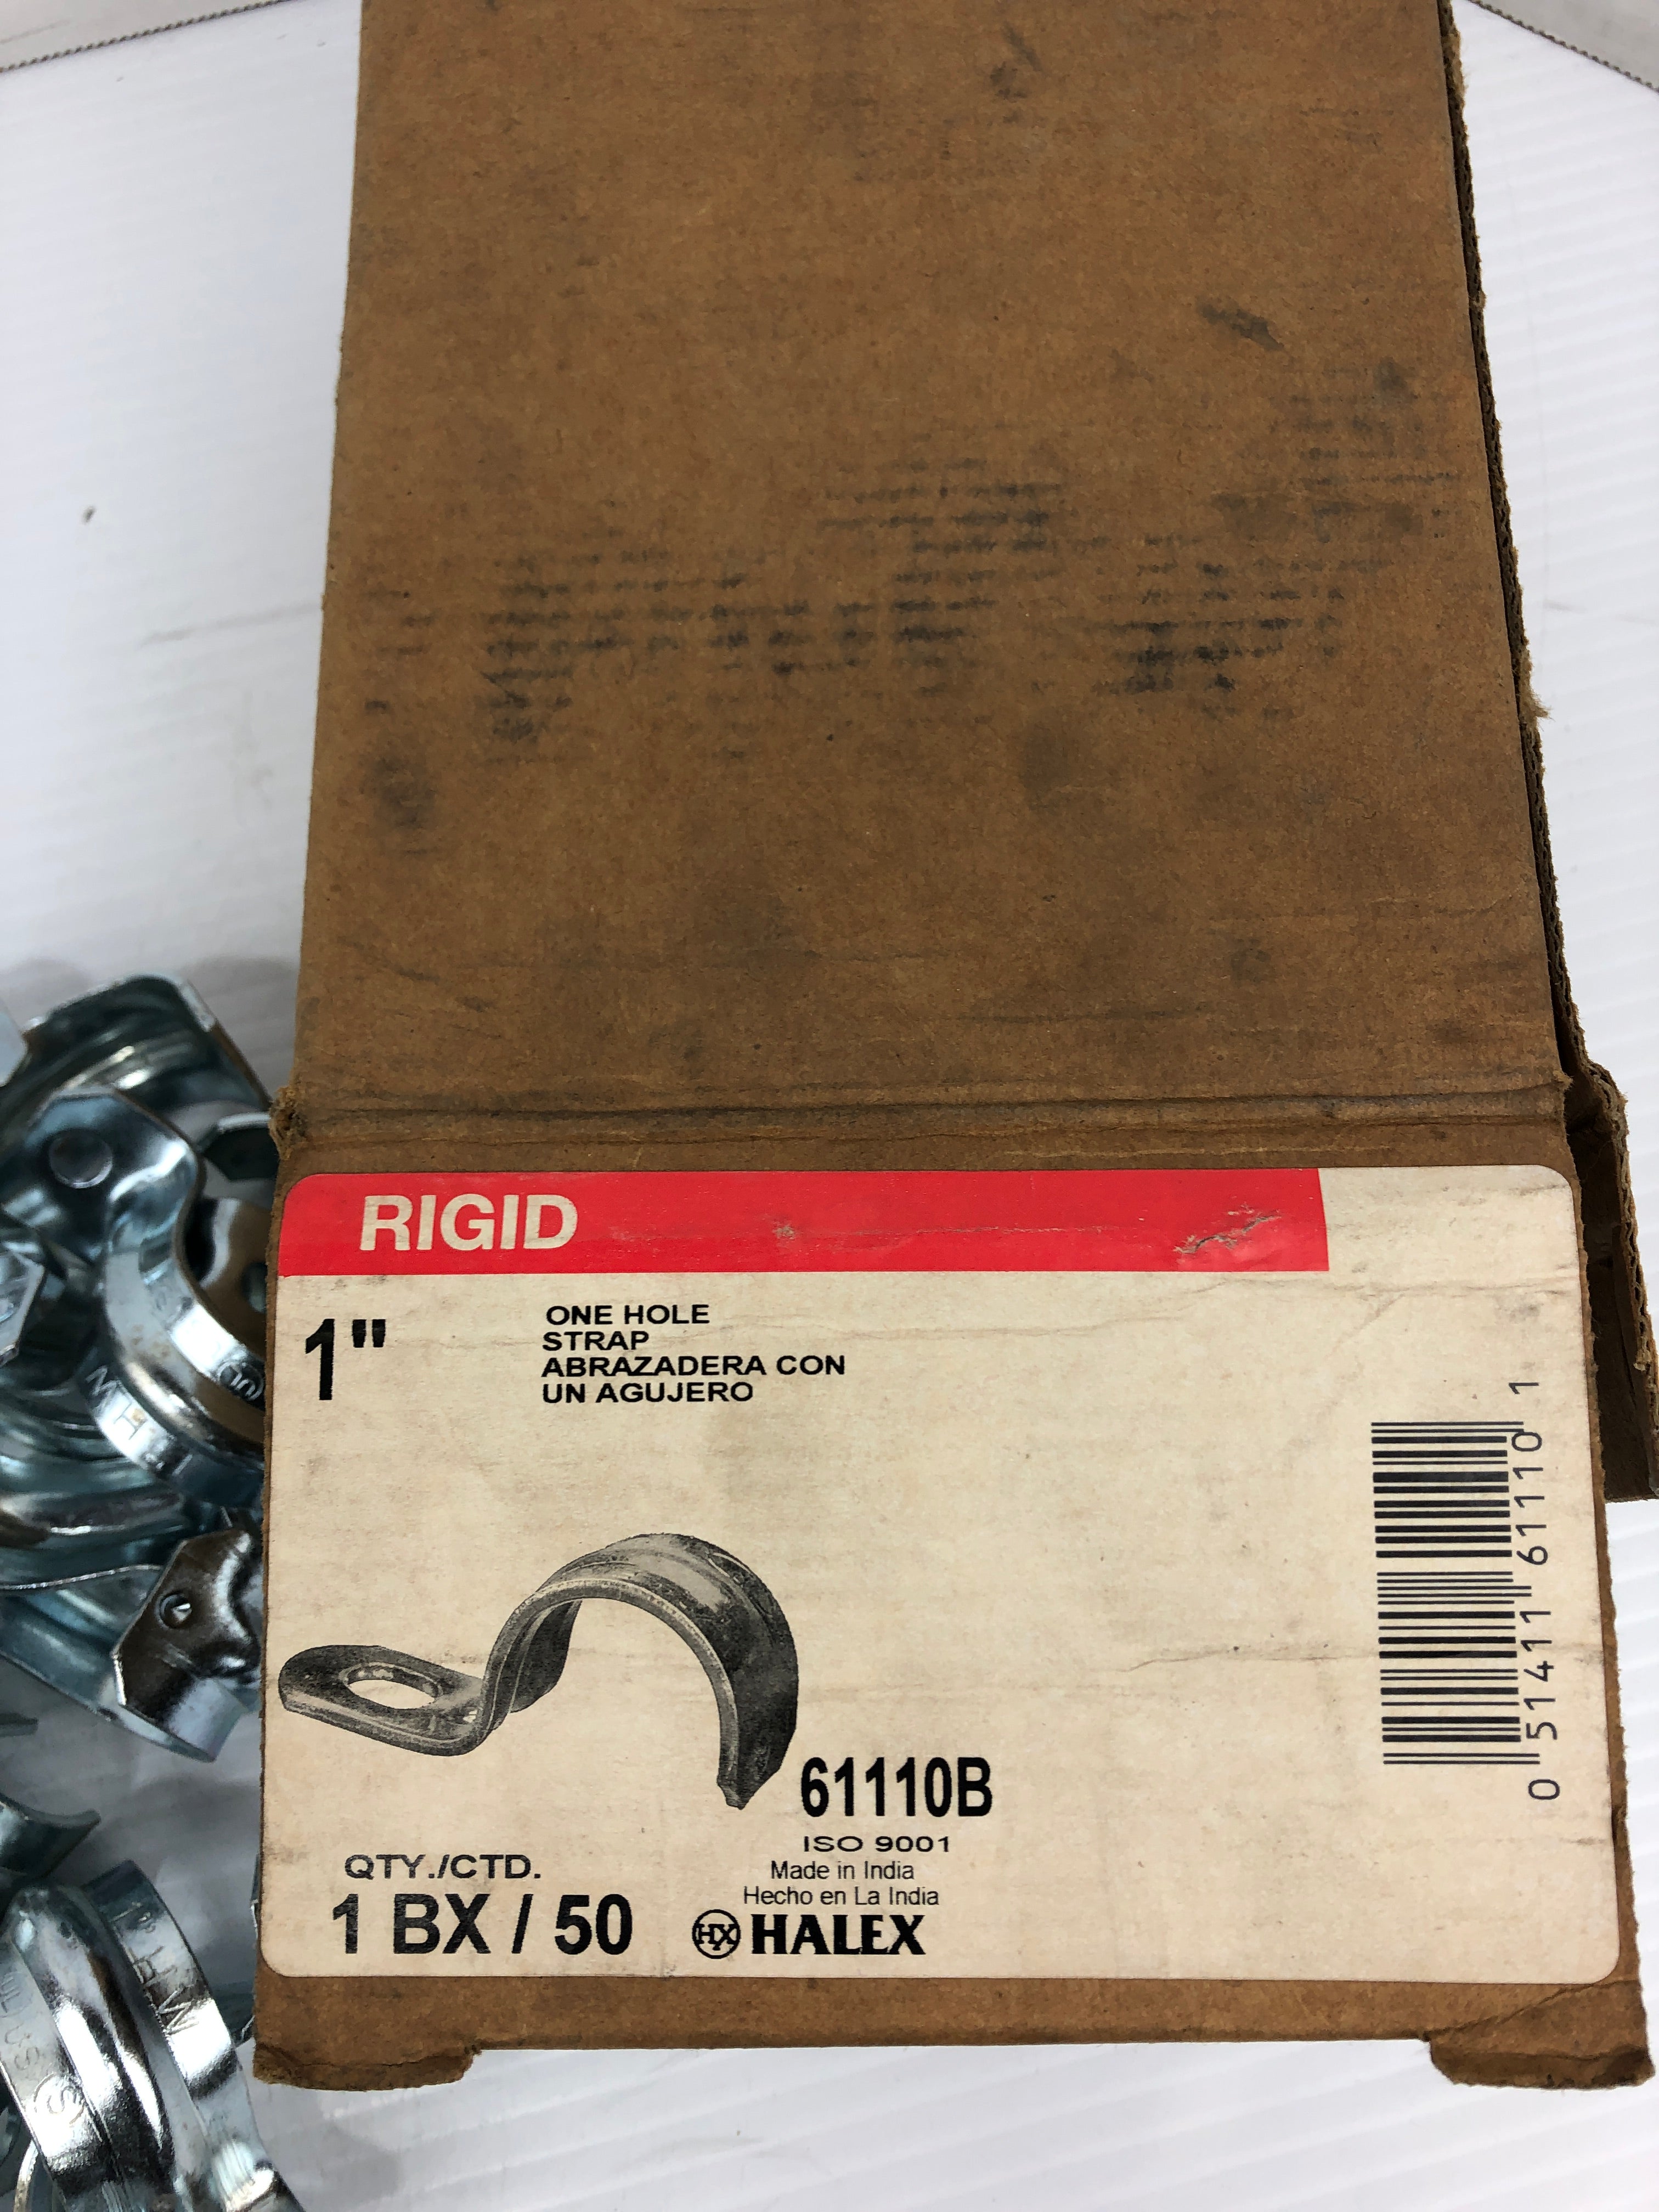 RIGID
1"
ONE HOLE
STRAP
ABRAZADERA CON
UN AGUJERO
0 51411 61110 1
61110B
ISO 9001
Made in India
Hecho en La India
QTY./CTD.
1 BX / 50
HX HALEX